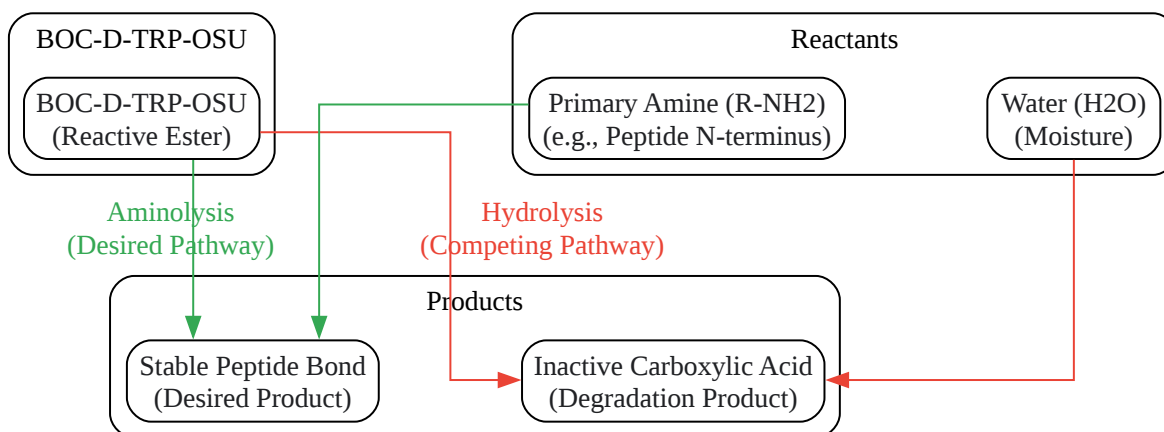 BOC-D-TRP-OSU
BOC-D-TRP-OSU
(Reactive Ester)
Reactants
Primary Amine (R-NH2)
(e.g., Peptide N-terminus)
Water (H2O)
(Moisture)
Aminolysis
(Desired Pathway)
Hydrolysis
(Competing Pathway)
Products
Stable Peptide Bond
(Desired Product)
Inactive Carboxylic Acid
(Degradation Product)